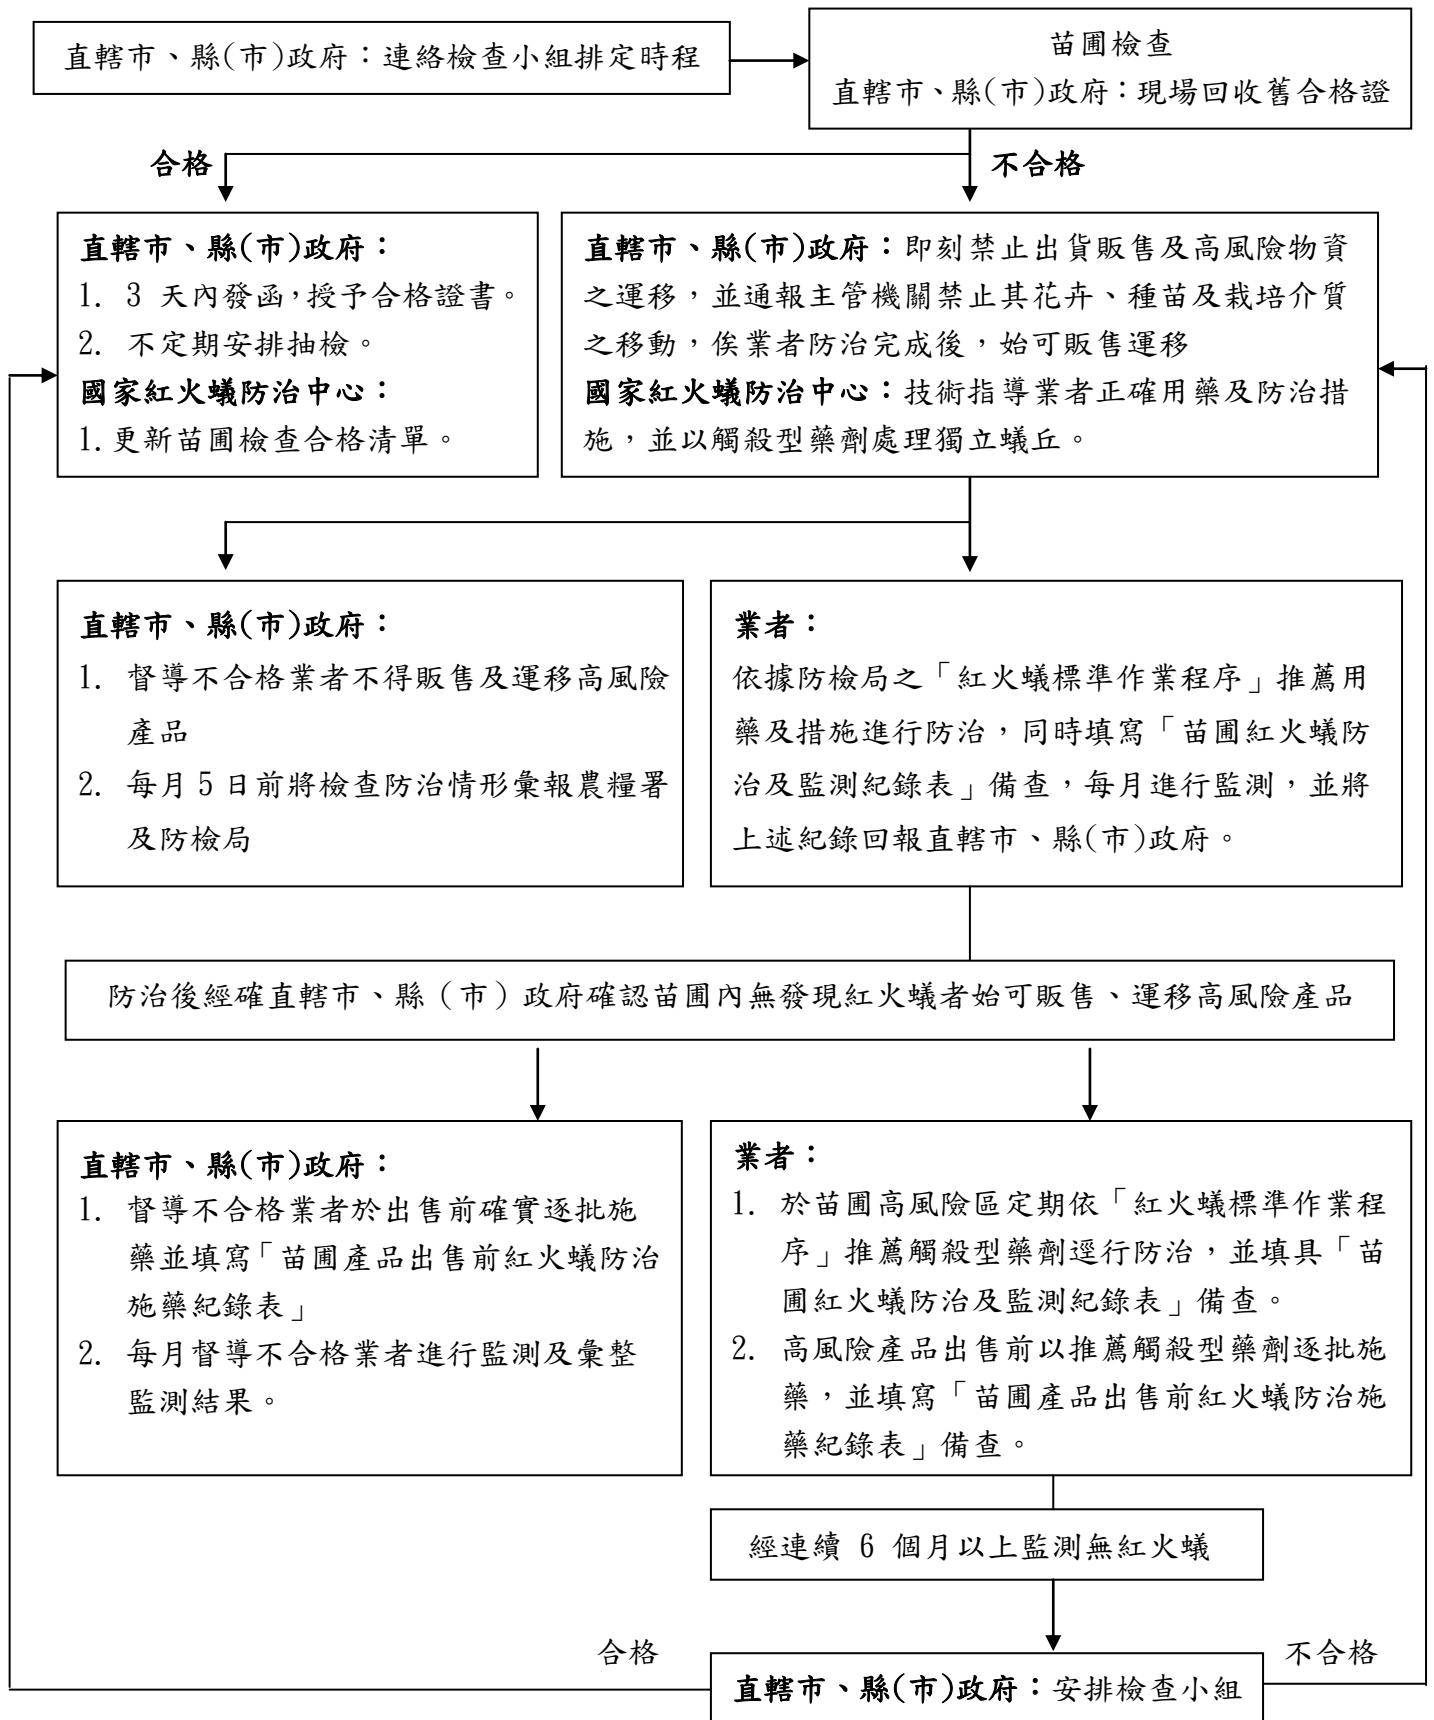 直轄市、縣(市)政府：連絡檢查小組排定時程
苗圃檢查
直轄市、縣(市)政府：現場回收舊合格證
合格
不合格
直轄市、縣(市)政府：
1. 3 天內發函，授予合格證書。
2. 不定期安排抽檢。
國家紅火蟻防治中心：
1.更新苗圃檢查合格清單。
直轄市、縣(市)政府：即刻禁止出貨販售及高風險物資
之運移，並通報主管機關禁止其花卉、種苗及栽培介質
之移動，俟業者防治完成後，始可販售運移
國家紅火蟻防治中心：技術指導業者正確用藥及防治措
施，並以觸殺型藥劑處理獨立蟻丘。
直轄市、縣(市)政府：
1. 督導不合格業者不得販售及運移高風險
產品
2. 每月 5 日前將檢查防治情形彙報農糧署
及防檢局
業者：
依據防檢局之「紅火蟻標準作業程序」推薦用
藥及措施進行防治，同時填寫「苗圃紅火蟻防
治及監測紀錄表」備查，每月進行監測，並將
上述紀錄回報直轄市、縣(市)政府。
防治後經確直轄市、縣（市）政府確認苗圃內無發現紅火蟻者始可販售、運移高風險產品
直轄市、縣(市)政府：
1. 督導不合格業者於出售前確實逐批施
藥並填寫「苗圃產品出售前紅火蟻防治
施藥紀錄表」
2. 每月督導不合格業者進行監測及彙整
監測結果。
業者：
1. 於苗圃高風險區定期依「紅火蟻標準作業程
序」推薦觸殺型藥劑逕行防治，並填具「苗
圃紅火蟻防治及監測紀錄表」備查。
2. 高風險產品出售前以推薦觸殺型藥劑逐批施
藥，並填寫「苗圃產品出售前紅火蟻防治施
藥紀錄表」備查。
經連續 6 個月以上監測無紅火蟻
合格
不合格
直轄市、縣(市)政府：安排檢查小組